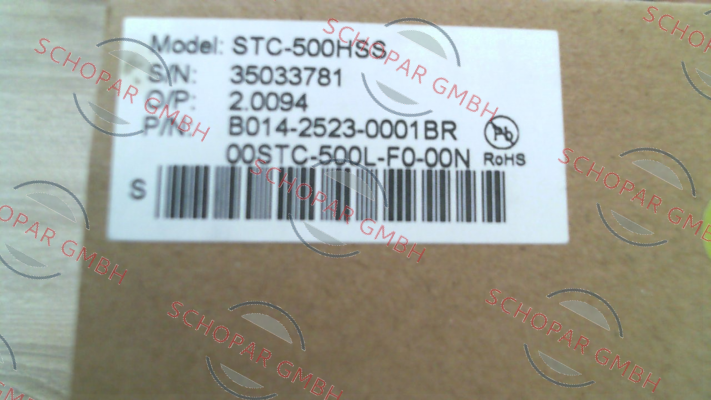 Model: STC-500HSS
S/N: 35033781
O/P: 2.0094
P/N: B014-2523-0001BR
00STC-500L-F0-00N
Pb
RoHS
S
SCHOPAR GMBH
SCHOPAR GMBH
SCHOPAR GMBH
SCHOPAR GMBH
SCHOPAR GMBH
SCHOPAR GMBH
SCHOPAR GMBH
SCHOPAR GMBH